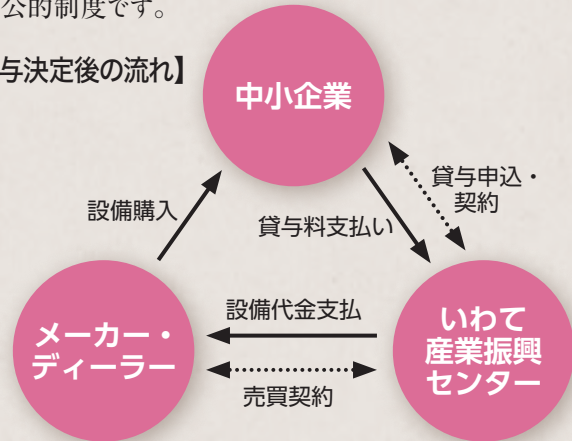 公的制度です。
与決定後の流れ】
中小企業
貸与申込・
契約
設備購入
貸与料支払い
設備代金支払
メーカー・
ディーラー
いわて
産業振興
センター
売買契約